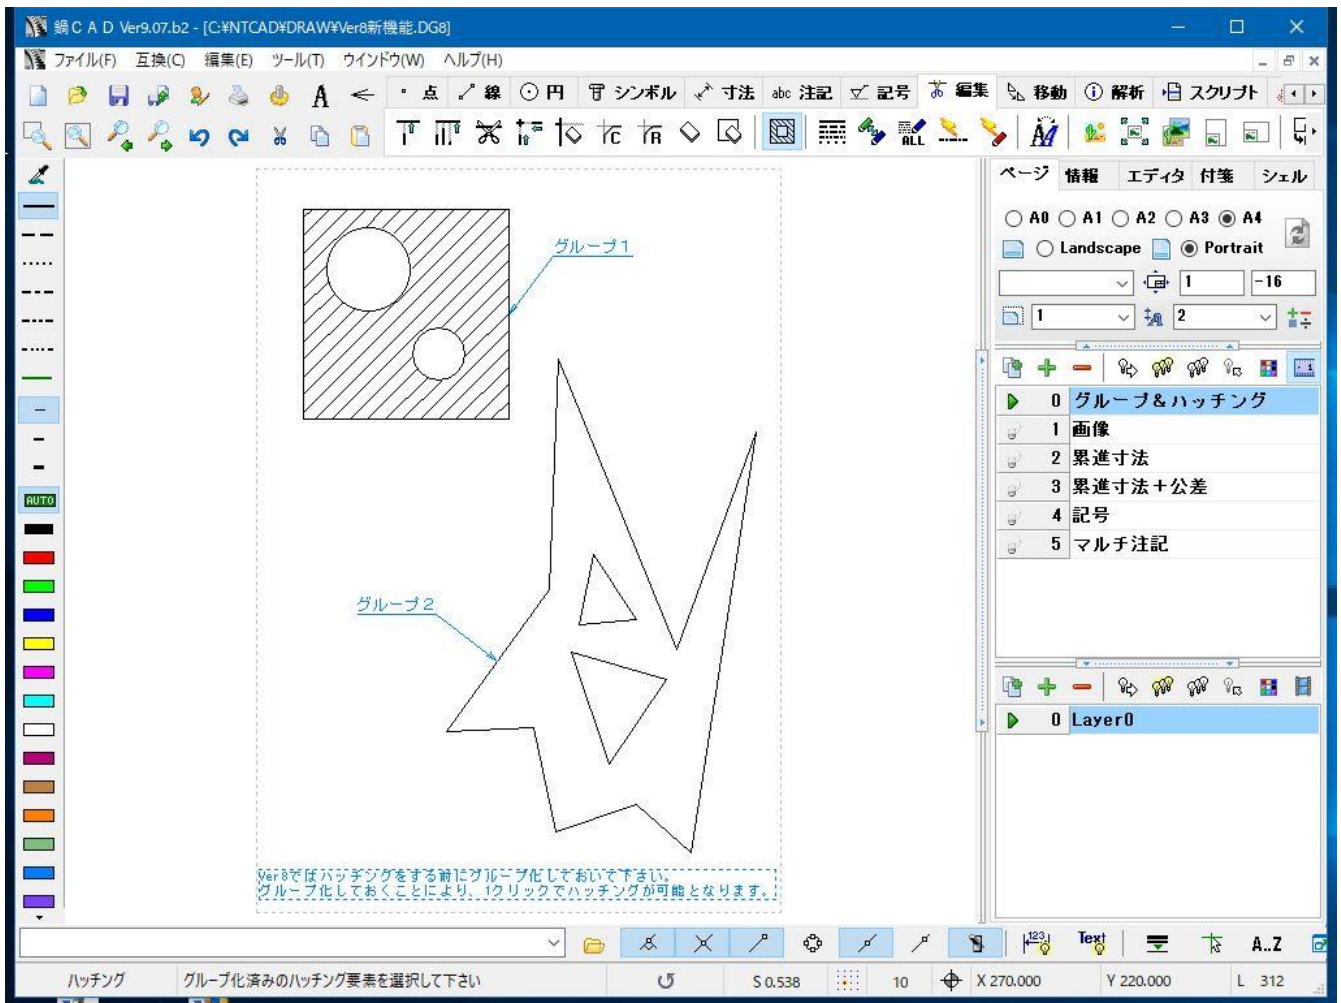 鍋ＣＡＤ Ver9.07.b2 - [C:¥NTCAD¥DRAW¥Ver8新機能.DG8]
ファイル(F) 互換(C) 編集(E) ツール(T) ウインドウ(W) ヘルプ(H)
点 線 円 シンボル 寸法 abc 注記 記号 編集 移動 解析 スクリプト
ALL
ページ 情報 エディタ 付箋 シェル
A0 A1 A2 A3 A4
Landscape Portrait
1 -16
1 2
0 グループ＆ハッチング
1 画像
2 累進寸法
3 累進寸法＋公差
4 記号
5 マルチ注記
0 Layer0
AUTO
グループ１
グループ２
Ver8ではハッチングをする前にグループ化しておいて下さい。
グループ化しておくことにより、1クリックでハッチングが可能となります。
123 Text A..Z
ハッチング グループ化済みのハッチング要素を選択して下さい S 0.538 10 X 270.000 Y 220.000 L 312